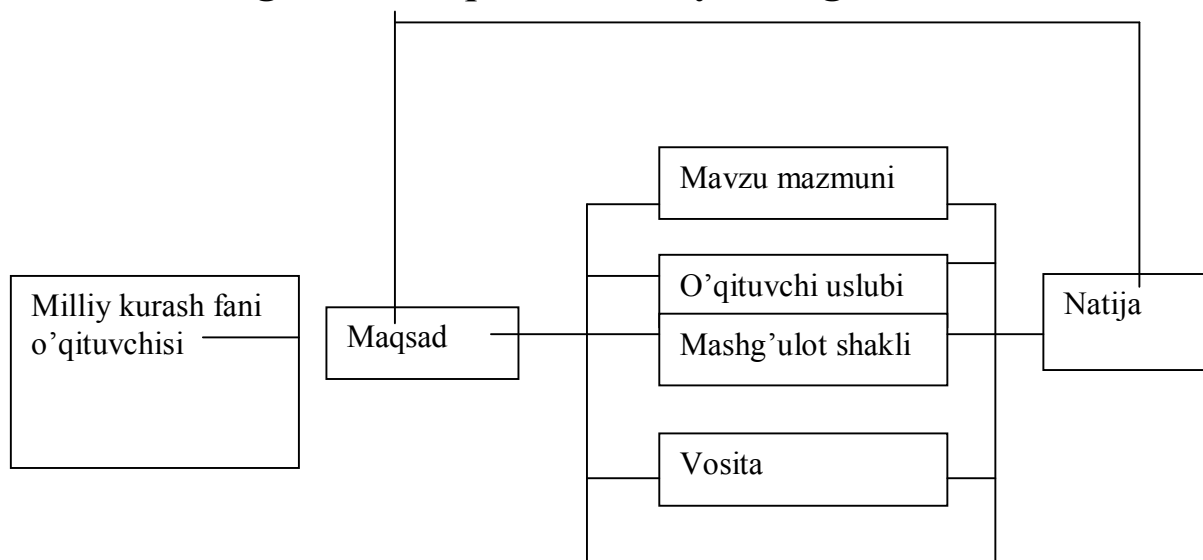 Mavzu mazmuni
O’qituvchi uslubi
Milliy kurash fani
o’qituvchisi
Maqsad
Mashg’ulot shakli
Natija
Vosita